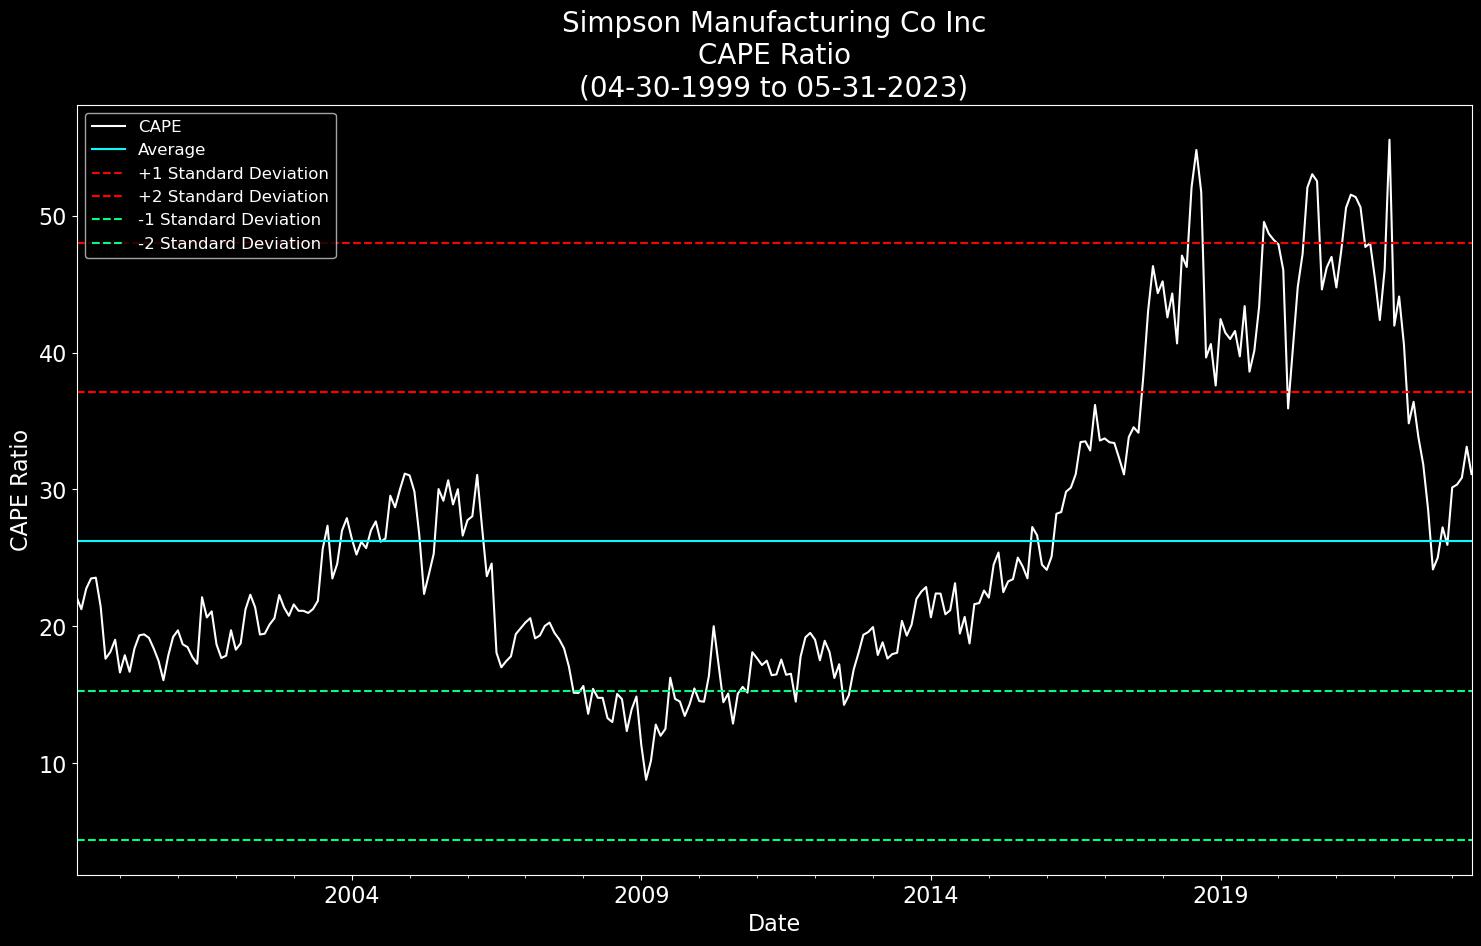 Simpson Manufacturing Co Inc
CAPE Ratio
(04-30-1999 to 05-31-2023)
CAPE
Average
+1 Standard Deviation
+2 Standard Deviation
-1 Standard Deviation
-2 Standard Deviation
CAPE Ratio
50
40
30
20
10
2004
2009
2014
2019
Date